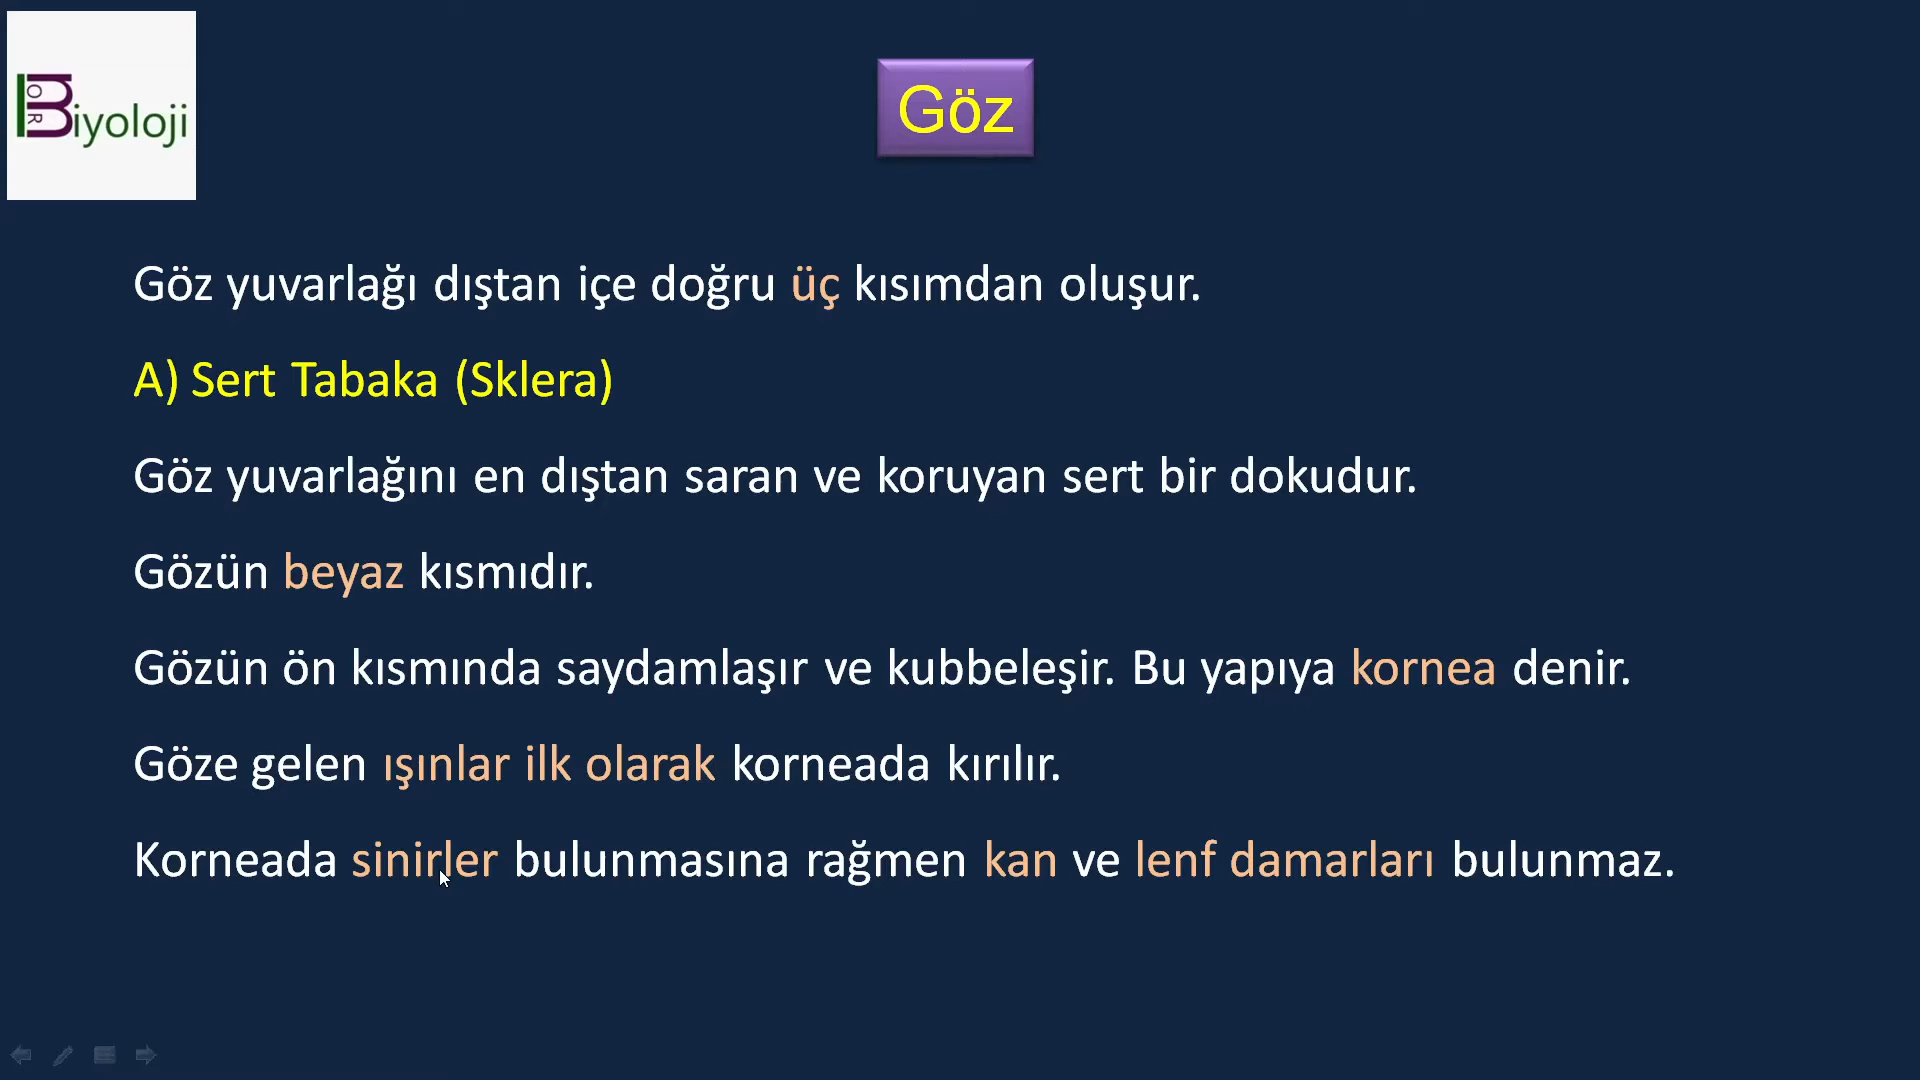 Biyoloji
MOR
Göz
Göz yuvarlağı dıştan içe doğru üç kısımdan oluşur.
A) Sert Tabaka (Sklera)
Göz yuvarlağını en dıştan saran ve koruyan sert bir dokudur.
Gözün beyaz kısmıdır.
Gözün ön kısmında saydamlaşır ve kubbeleşir. Bu yapıya kornea denir.
Göze gelen ışınlar ilk olarak korneada kırılır.
Korneada sinirler bulunmasına rağmen kan ve lenf damarları bulunmaz.